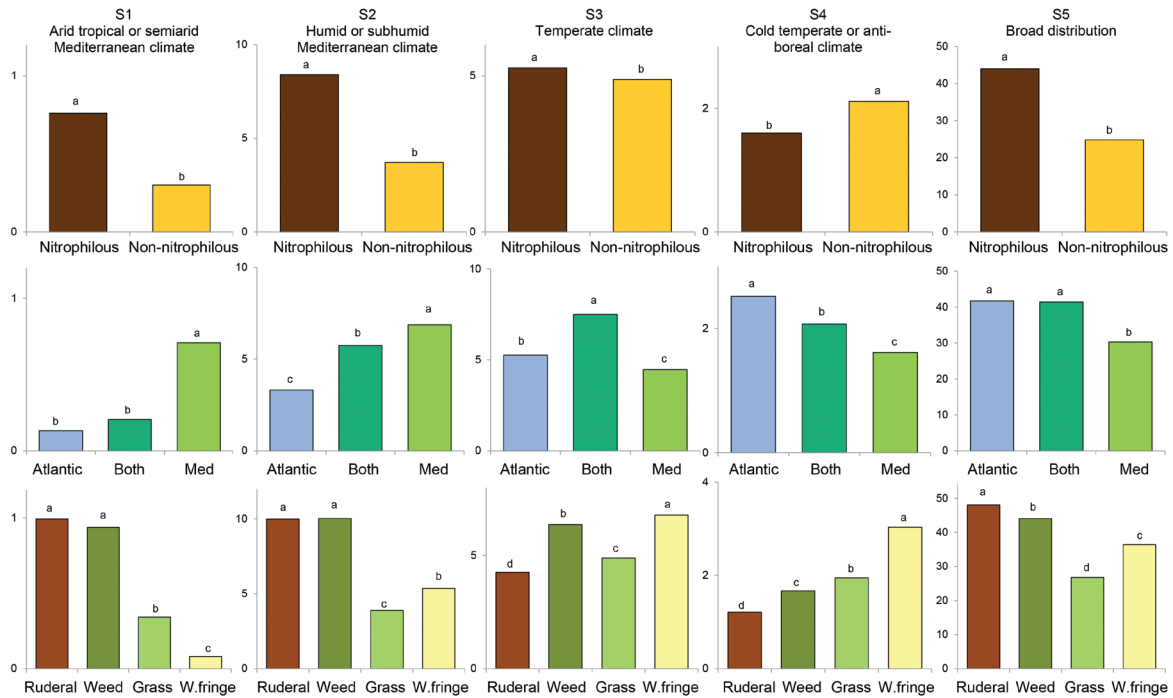 S1
Arid tropical or semiarid
Mediterranean climate
S2
Humid or subhumid
Mediterranean climate
S3
Temperate climate
S4
Cold temperate or anti-
boreal climate
S5
Broad distribution
1
0
a
b
Nitrophilous Non-nitrophilous
10
5
0
a
b
Nitrophilous Non-nitrophilous
5
0
a
b
Nitrophilous Non-nitrophilous
2
0
b
a
Nitrophilous Non-nitrophilous
50
40
30
20
10
0
a
b
Nitrophilous Non-nitrophilous
1
0
b
b
a
Atlantic Both Med
10
5
0
c
b
a
Atlantic Both Med
10
5
0
b
a
c
Atlantic Both Med
2
0
a
b
c
Atlantic Both Med
50
40
30
20
10
0
a
a
b
Atlantic Both Med
1
0
a
a
b
c
Ruderal Weed Grass W.fringe
10
5
0
a
a
c
b
Ruderal Weed Grass W.fringe
5
0
d
b
c
a
Ruderal Weed Grass W.fringe
4
2
0
d
c
b
a
Ruderal Weed Grass W.fringe
50
40
30
20
10
0
a
b
d
c
Ruderal Weed Grass W.fringe